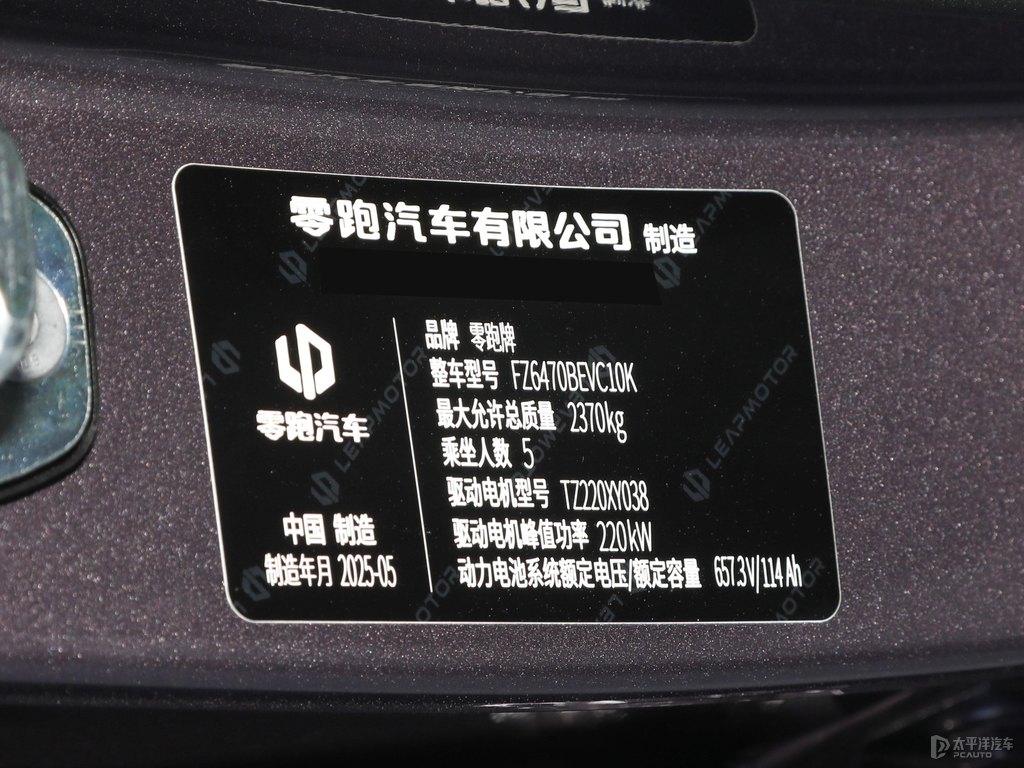 零跑汽车有限公司 制造
零跑汽车
中国 制造
制造年月 2025-05
品牌 零跑牌
整车型号 FZ6470BEVC10K
最大允许总质量 2370kg
乘坐人数 5
驱动电机型号 TZ220XY038
驱动电机峰值功率 220kW
动力电池系统额定电压/额定容量 657.3V/114Ah
LEAPMOTOR
太平洋汽车
PCAUTO